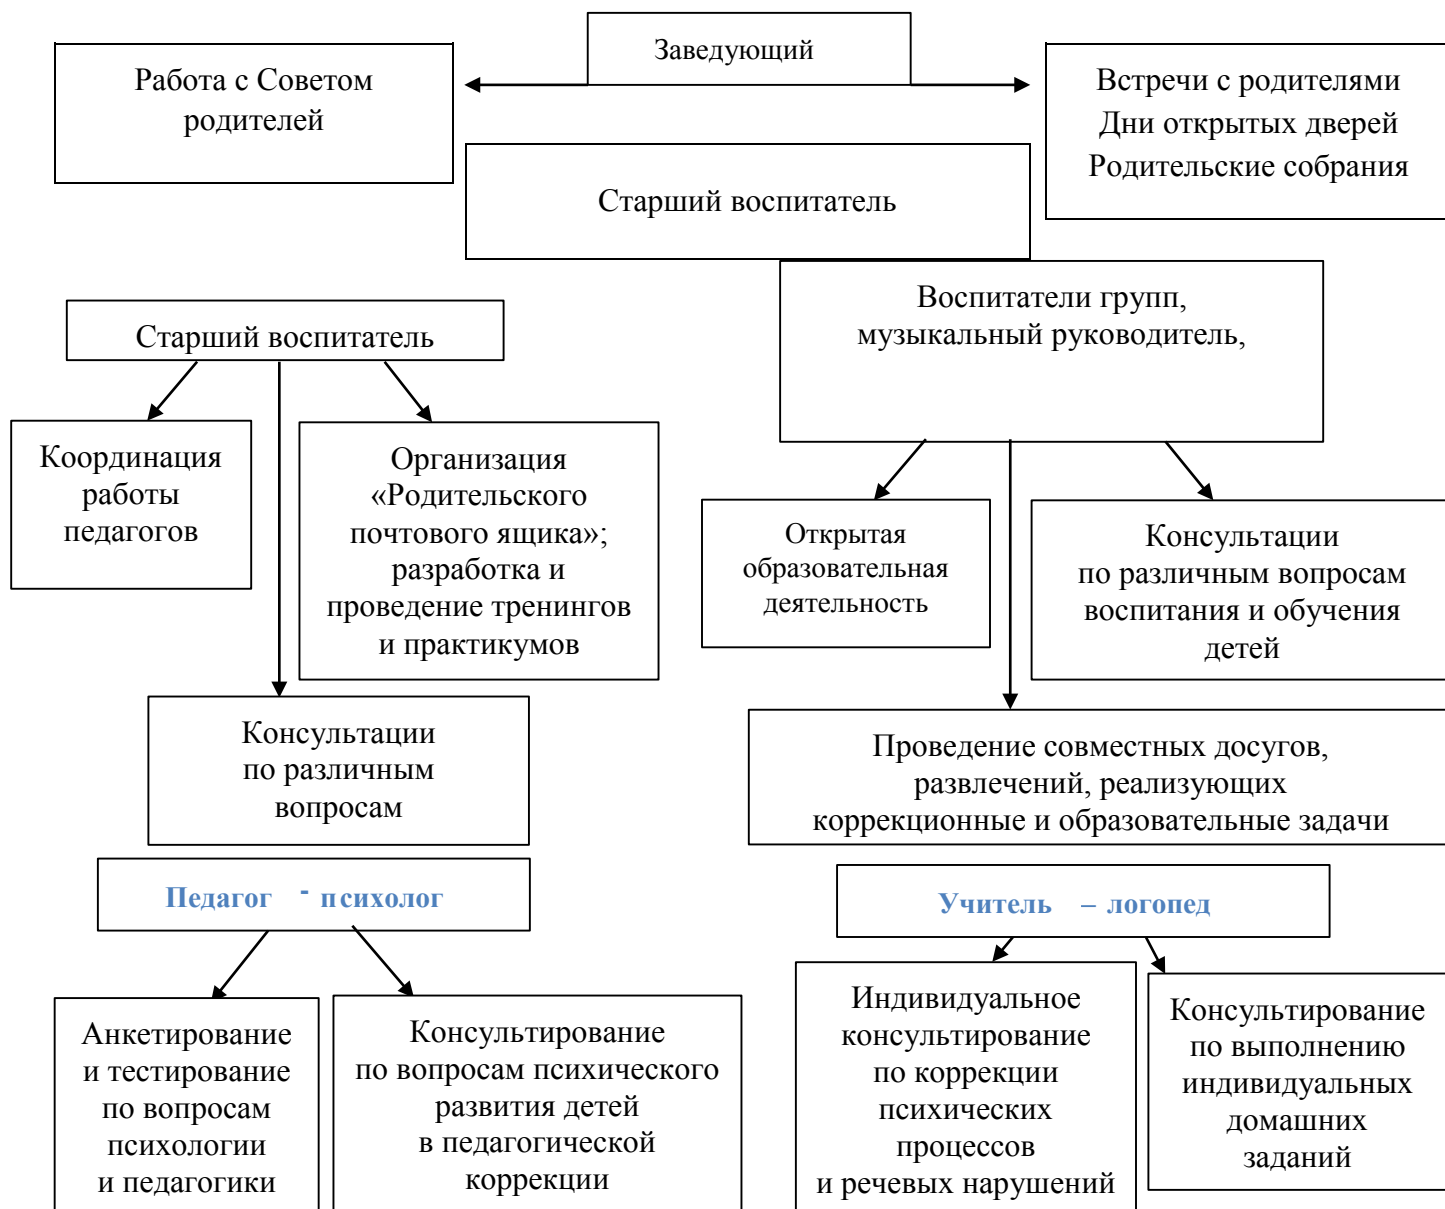 Заведующий
Работа с Советом
родителей
Встречи с родителями
Дни открытых дверей
Родительские собрания
Старший воспитатель
Воспитатели групп,
музыкальный руководитель,
Старший воспитатель
Координация
работы
педагогов
Организация
«Родительского
почтового ящика»;
разработка и
проведение тренингов
и практикумов
Открытая
образовательная
деятельность
Консультации
по различным вопросам
воспитания и обучения
детей
Консультации
по различным
вопросам
Проведение совместных досугов,
развлечений, реализующих
коррекционные и образовательные задачи
Педагог - психолог
Учитель – логопед
Анкетирование
и тестирование
по вопросам
психологии
и педагогики
Консультирование
по вопросам психического
развития детей
в педагогической
коррекции
Индивидуальное
консультирование
по коррекции
психических
процессов
и речевых нарушений
Консультирование
по выполнению
индивидуальных
домашних
заданий